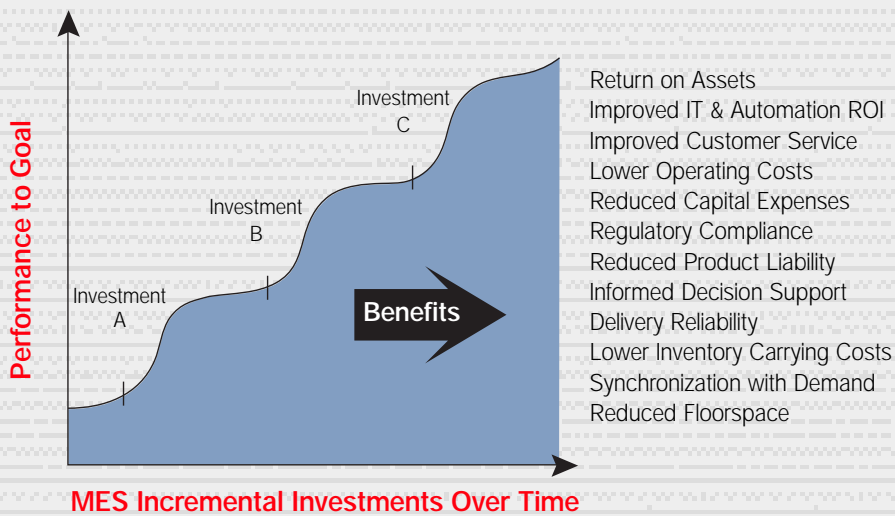 Performance to Goal
Investment
A
Investment
B
Investment
C
Benefits
Return on Assets
Improved IT & Automation ROI
Improved Customer Service
Lower Operating Costs
Reduced Capital Expenses
Regulatory Compliance
Reduced Product Liability
Informed Decision Support
Delivery Reliability
Lower Inventory Carrying Costs
Synchronization with Demand
Reduced Floorspace
MES Incremental Investments Over Time